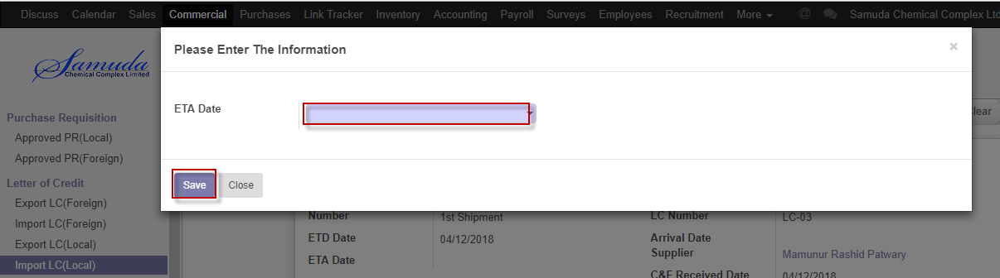 Discuss Calendar Sales Commercial Purchases Link Tracker Inventory Accounting Payroll Surveys Employees Recruitment More @ Samuda Chemical Complex Ltd
Please Enter The Information ×
Samuda
Chemical Complex Limited
ETA Date
Clear
Purchase Requisition
Approved PR(Local)
Approved PR(Foreign)
Letter of Credit
Save Close
Export LC(Foreign)
Import LC(Foreign)
Export LC(Local)
Import LC(Local)
Number 1st Shipment LC Number LC-03
ETD Date 04/12/2018 Arrival Date
Supplier Mamunur Rashid Patwary
ETA Date
C&F Received Date 04/12/2018